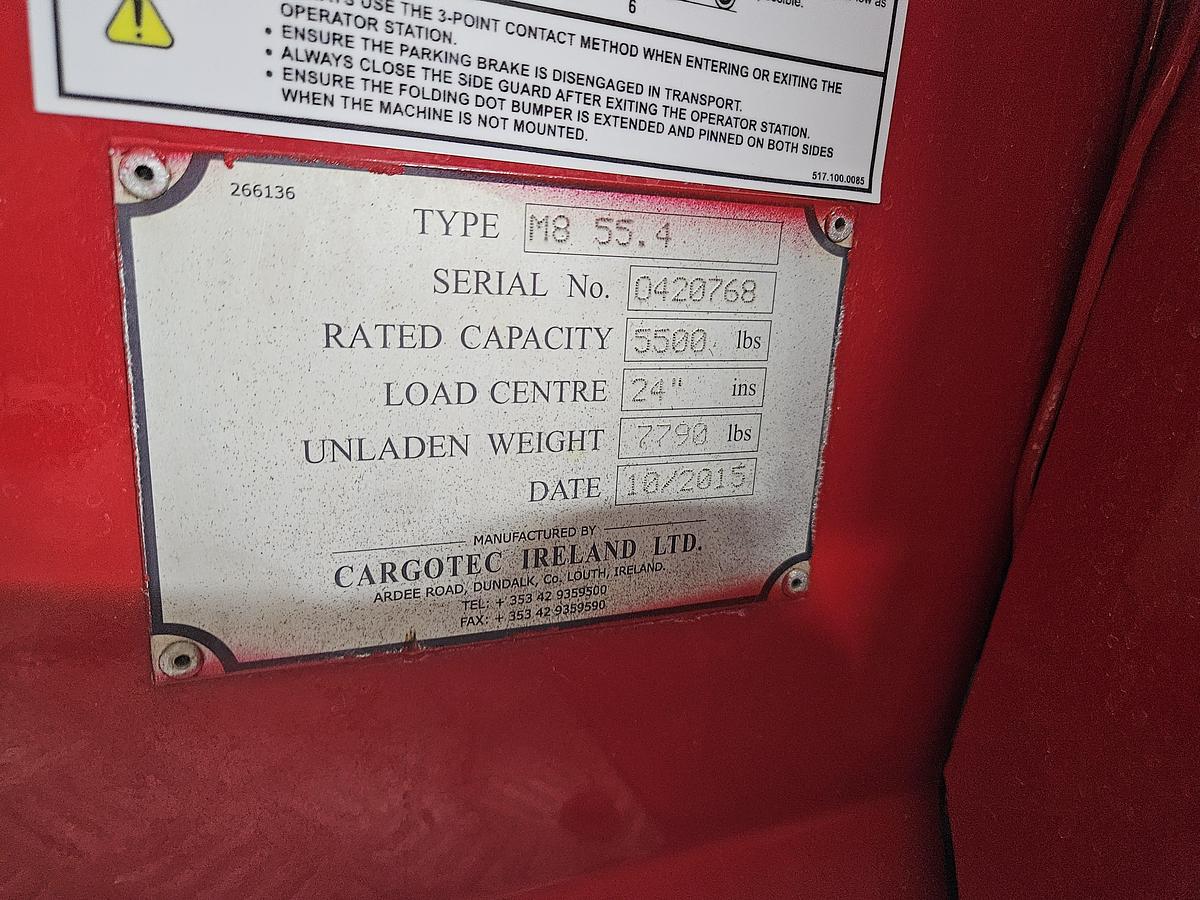 6
possible.
USE THE 3-POINT CONTACT METHOD WHEN ENTERING OR EXITING THE
OPERATOR STATION.
• ENSURE THE PARKING BRAKE IS DISENGAGED IN TRANSPORT.
• ALWAYS CLOSE THE SIDE GUARD AFTER EXITING THE OPERATOR STATION.
• ENSURE THE FOLDING DOT BUMPER IS EXTENDED AND PINNED ON BOTH SIDES
WHEN THE MACHINE IS NOT MOUNTED.
517.100.0085
266136
TYPE M8 55.4
SERIAL No. 0420768
RATED CAPACITY 5500 lbs
LOAD CENTRE 24" ins
UNLADEN WEIGHT 7790 lbs
DATE 10/2015
MANUFACTURED BY
CARGOTEC IRELAND LTD.
ARDEE ROAD, DUNDALK, Co. LOUTH, IRELAND.
TEL: + 353 42 9359500
FAX: + 353 42 9359590